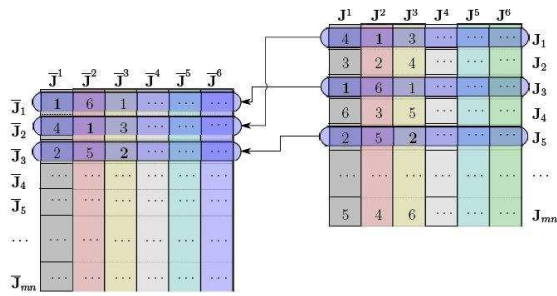 J¹ J² J³ J⁴ J⁵ J⁶
4 1 3 ··· ··· ··· J₁
3 2 4 ··· ··· ··· J₂
1 6 1 ··· ··· ··· J₃
6 3 5 ··· ··· ··· J₄
2 5 2 ··· ··· ··· J₅
··· ··· ··· ··· ··· ··· ···
5 4 6 ··· ··· ··· Jₘₙ
J̅¹ J̅² J̅³ J̅⁴ J̅⁵ J̅⁶
J̅₁ 1 6 1 ··· ··· ···
J̅₂ 4 1 3 ··· ··· ···
J̅₃ 2 5 2 ··· ··· ···
J̅₄ ··· ··· ··· ··· ··· ···
J̅₅ ··· ··· ··· ··· ··· ···
··· ··· ··· ··· ··· ··· ···
J̅ₘₙ ··· ··· ··· ··· ··· ···